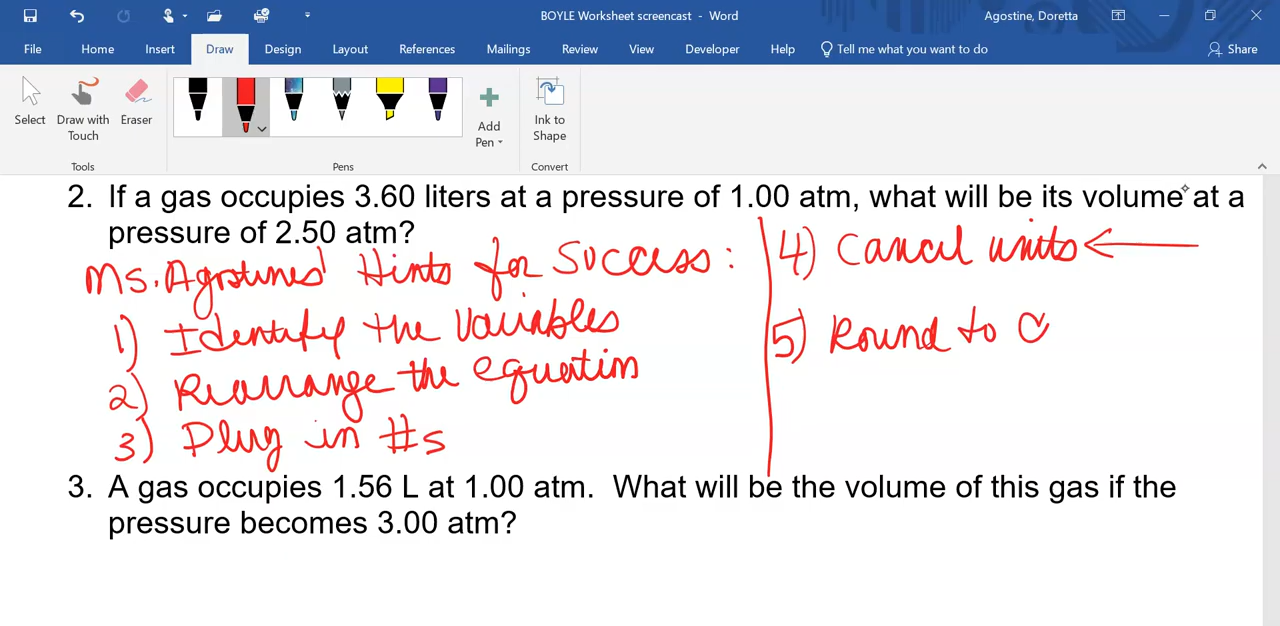 BOYLE Worksheet screencast - Word
Agostine, Doretta
File Home Insert Draw Design Layout References Mailings Review View Developer Help Tell me what you want to do Share
Select
Draw with Touch
Eraser
Add Pen
Ink to Shape
Tools
Pens
Convert
2. If a gas occupies 3.60 liters at a pressure of 1.00 atm, what will be its volume at a
pressure of 2.50 atm?
Ms. Agostines' Hints for Success:
1) Identify the Variables
2) Rearrange the equation
3) Plug in #s
4) Cancel units
5) Round to
3. A gas occupies 1.56 L at 1.00 atm. What will be the volume of this gas if the
pressure becomes 3.00 atm?